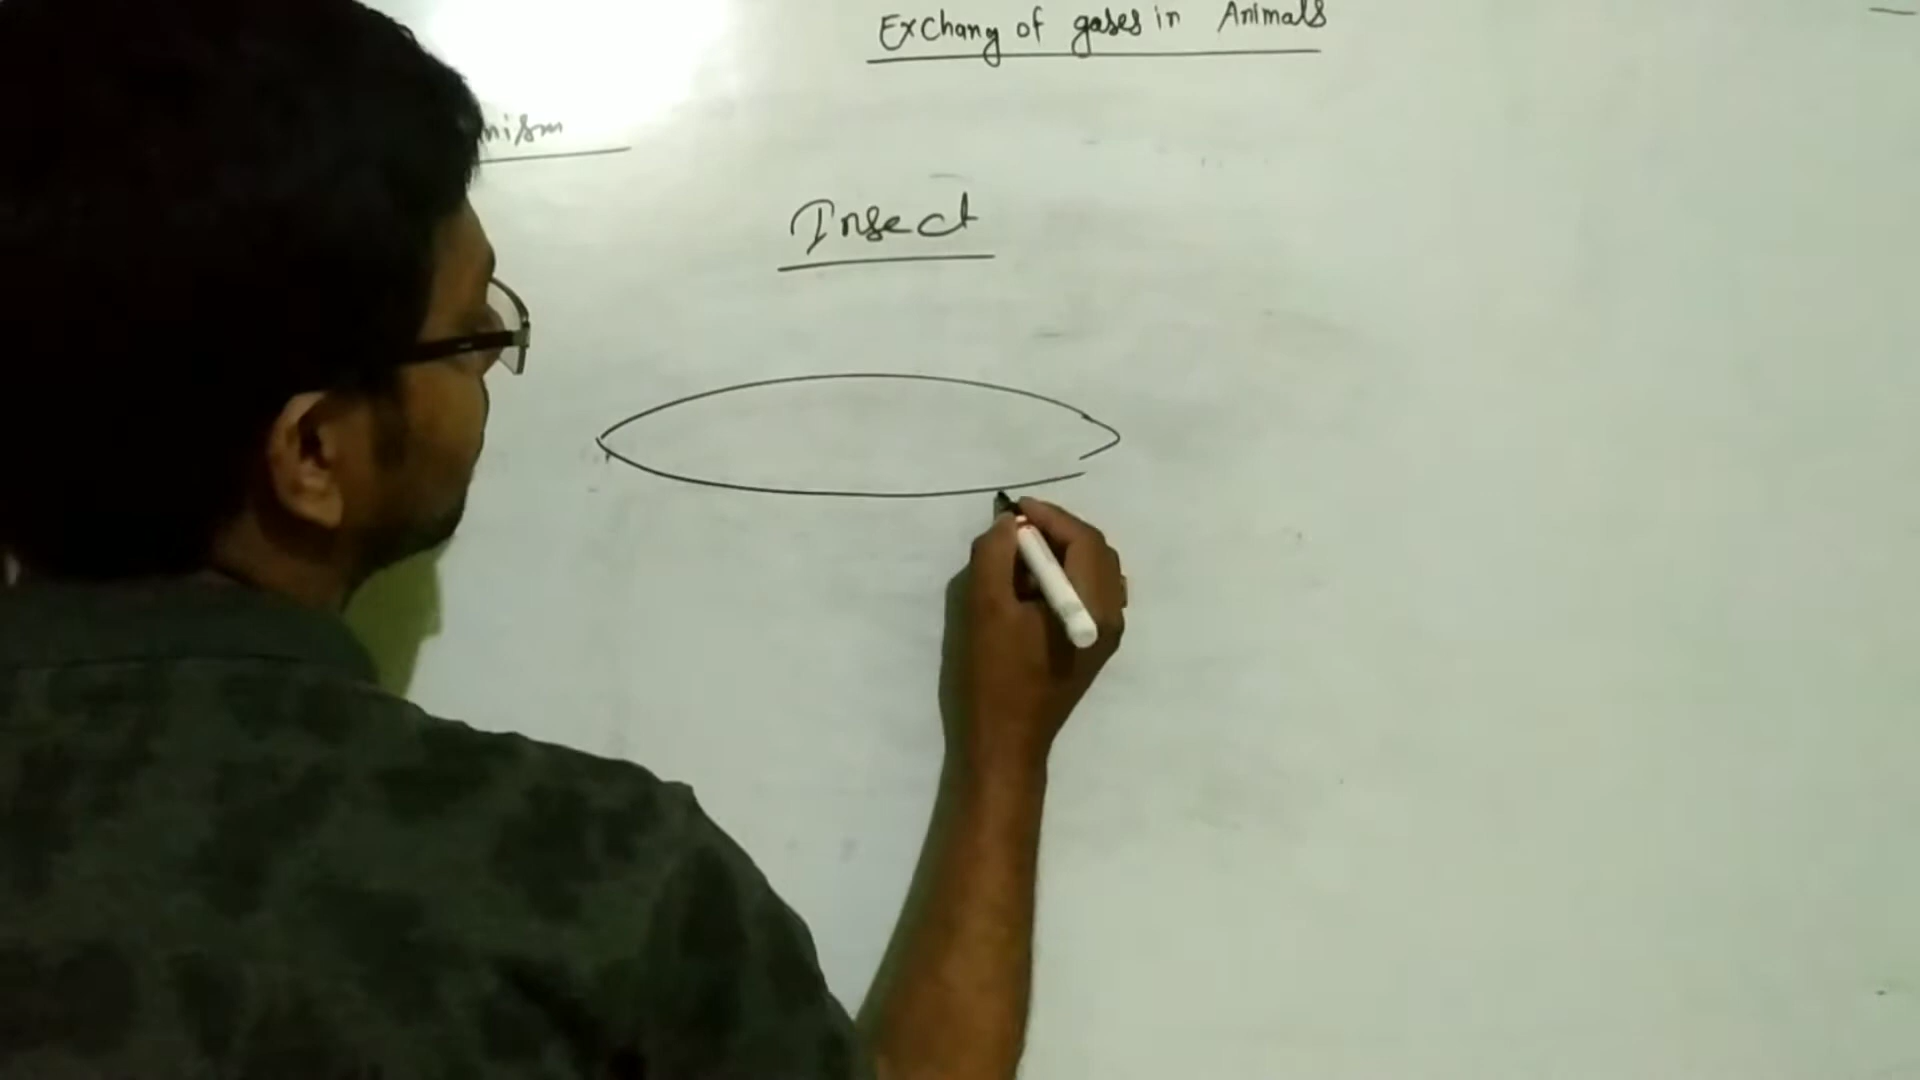 Exchang of gases in Animals
nism
Insect